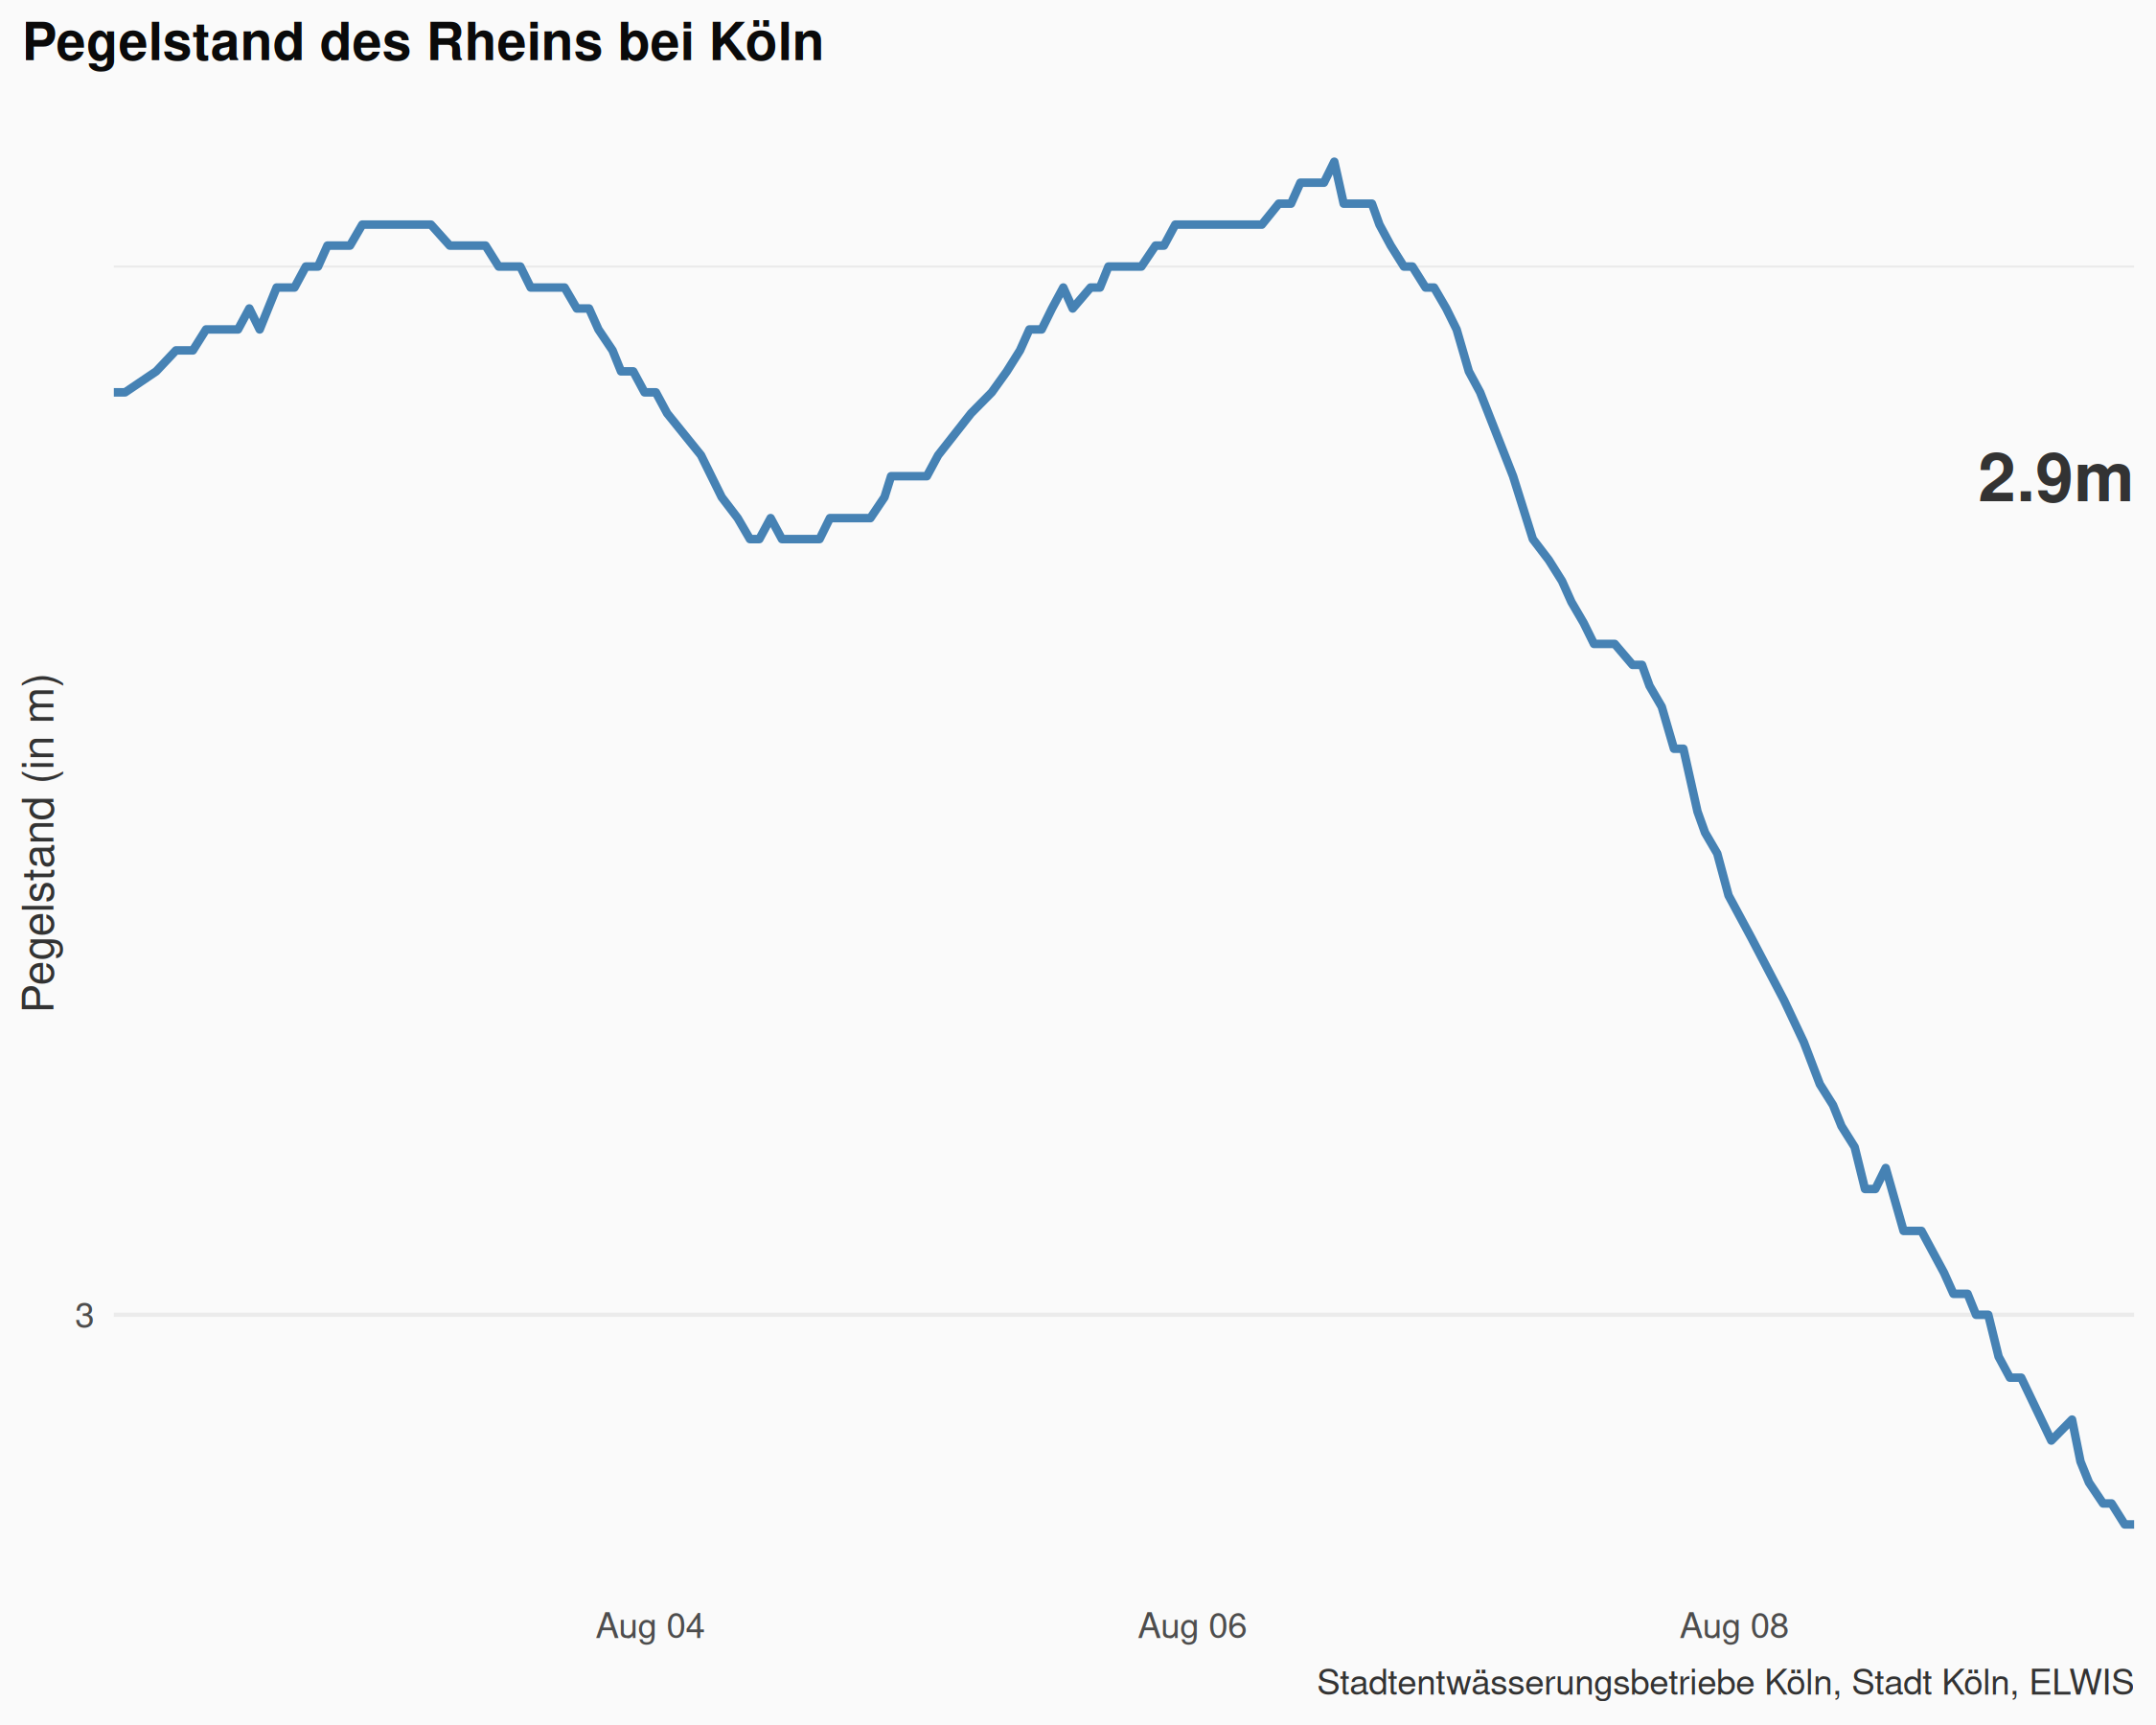 Pegelstand des Rheins bei Köln
2.9m
Pegelstand (in m)
3
Aug 04
Aug 06
Aug 08
Stadtentwässerungsbetriebe Köln, Stadt Köln, ELWIS